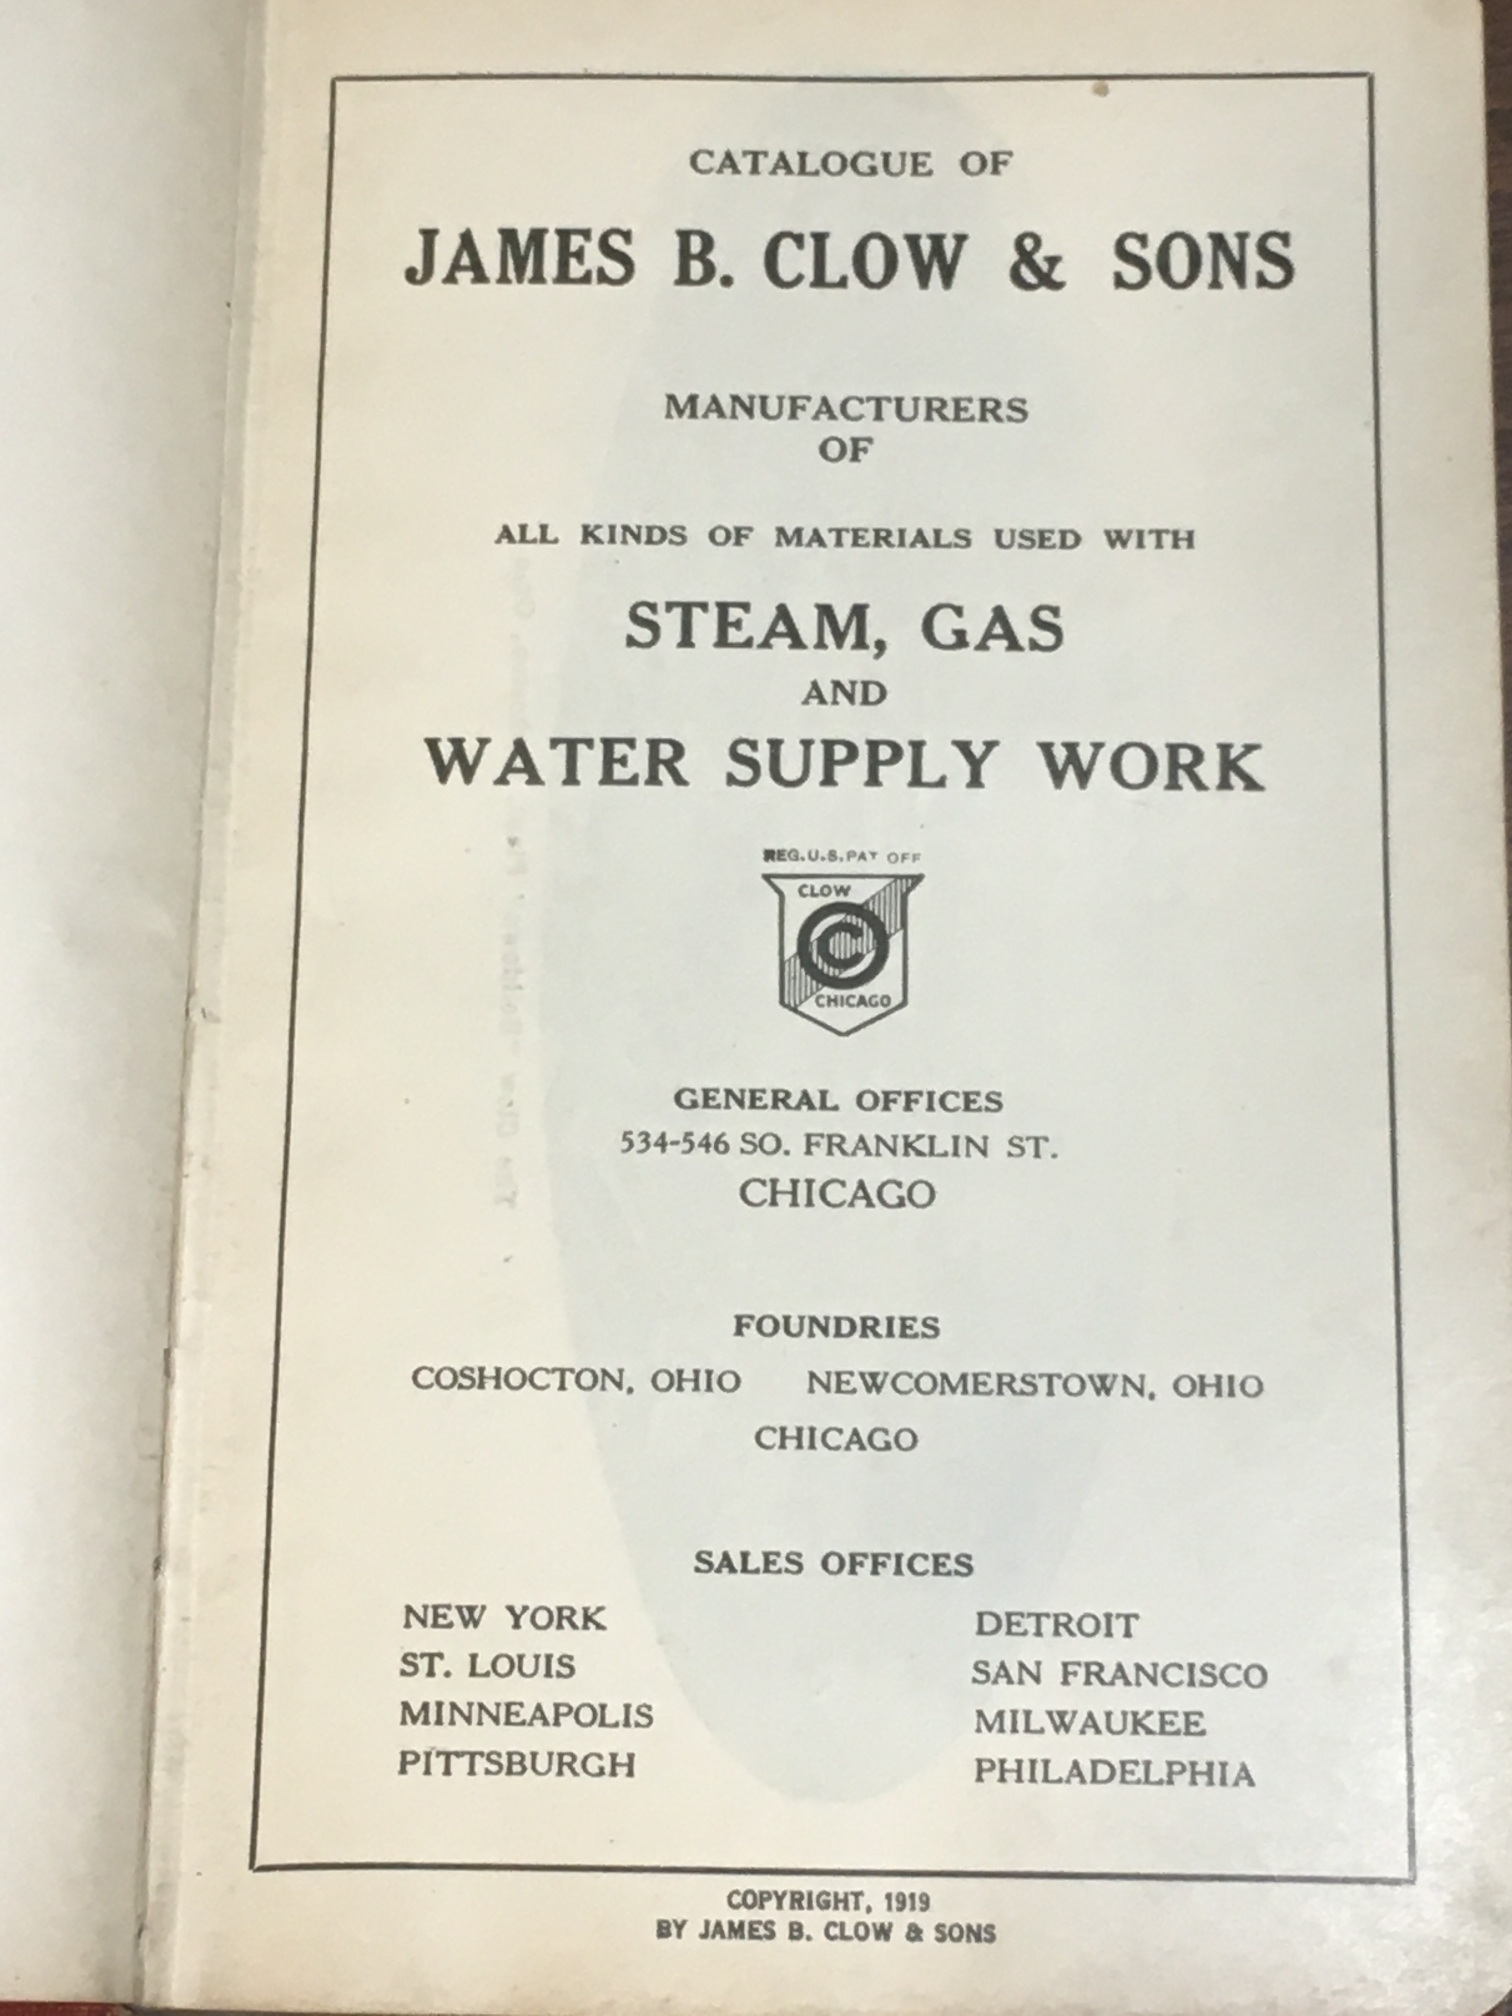 CATALOGUE OF
JAMES B. CLOW & SONS
MANUFACTURERS
OF
ALL KINDS OF MATERIALS USED WITH
STEAM, GAS
AND
WATER SUPPLY WORK
REG. U.S. PAT OFF
CLOW
C
CHICAGO
GENERAL OFFICES
534-546 SO. FRANKLIN ST.
CHICAGO
FOUNDRIES
COSHOCTON, OHIO NEWCOMERSTOWN, OHIO
CHICAGO
SALES OFFICES
NEW YORK DETROIT
ST. LOUIS SAN FRANCISCO
MINNEAPOLIS MILWAUKEE
PITTSBURGH PHILADELPHIA
COPYRIGHT, 1919
BY JAMES B. CLOW & SONS